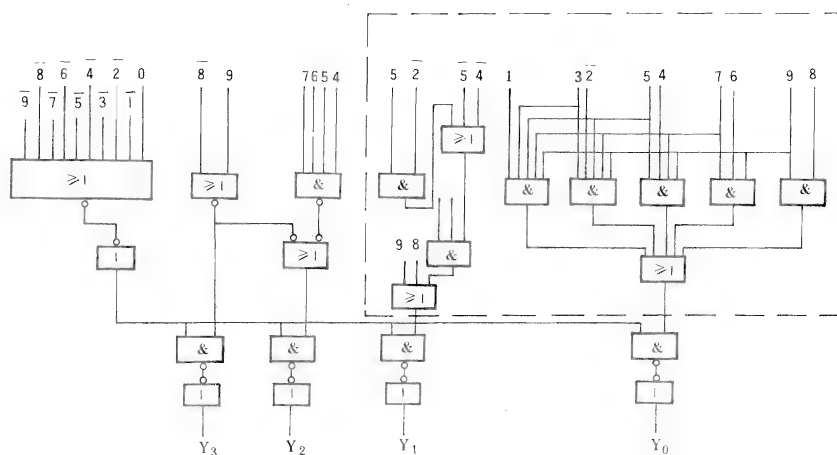 8̅ 6̅ 4̅ 2̅ 0 8̅ 9 7 6 5 4 5 2̅ 5̅ 4̅ 1 3 2̅ 5 4 7 6 9 8
9̅ 7̅ 5̅ 3̅ 1̅
≥1
≥1 ≥1 & & & & & & &
9 8
1 ≥1 & ≥1
≥1
& & & &
1 1 1 1
Y₃ Y₂ Y₁ Y₀